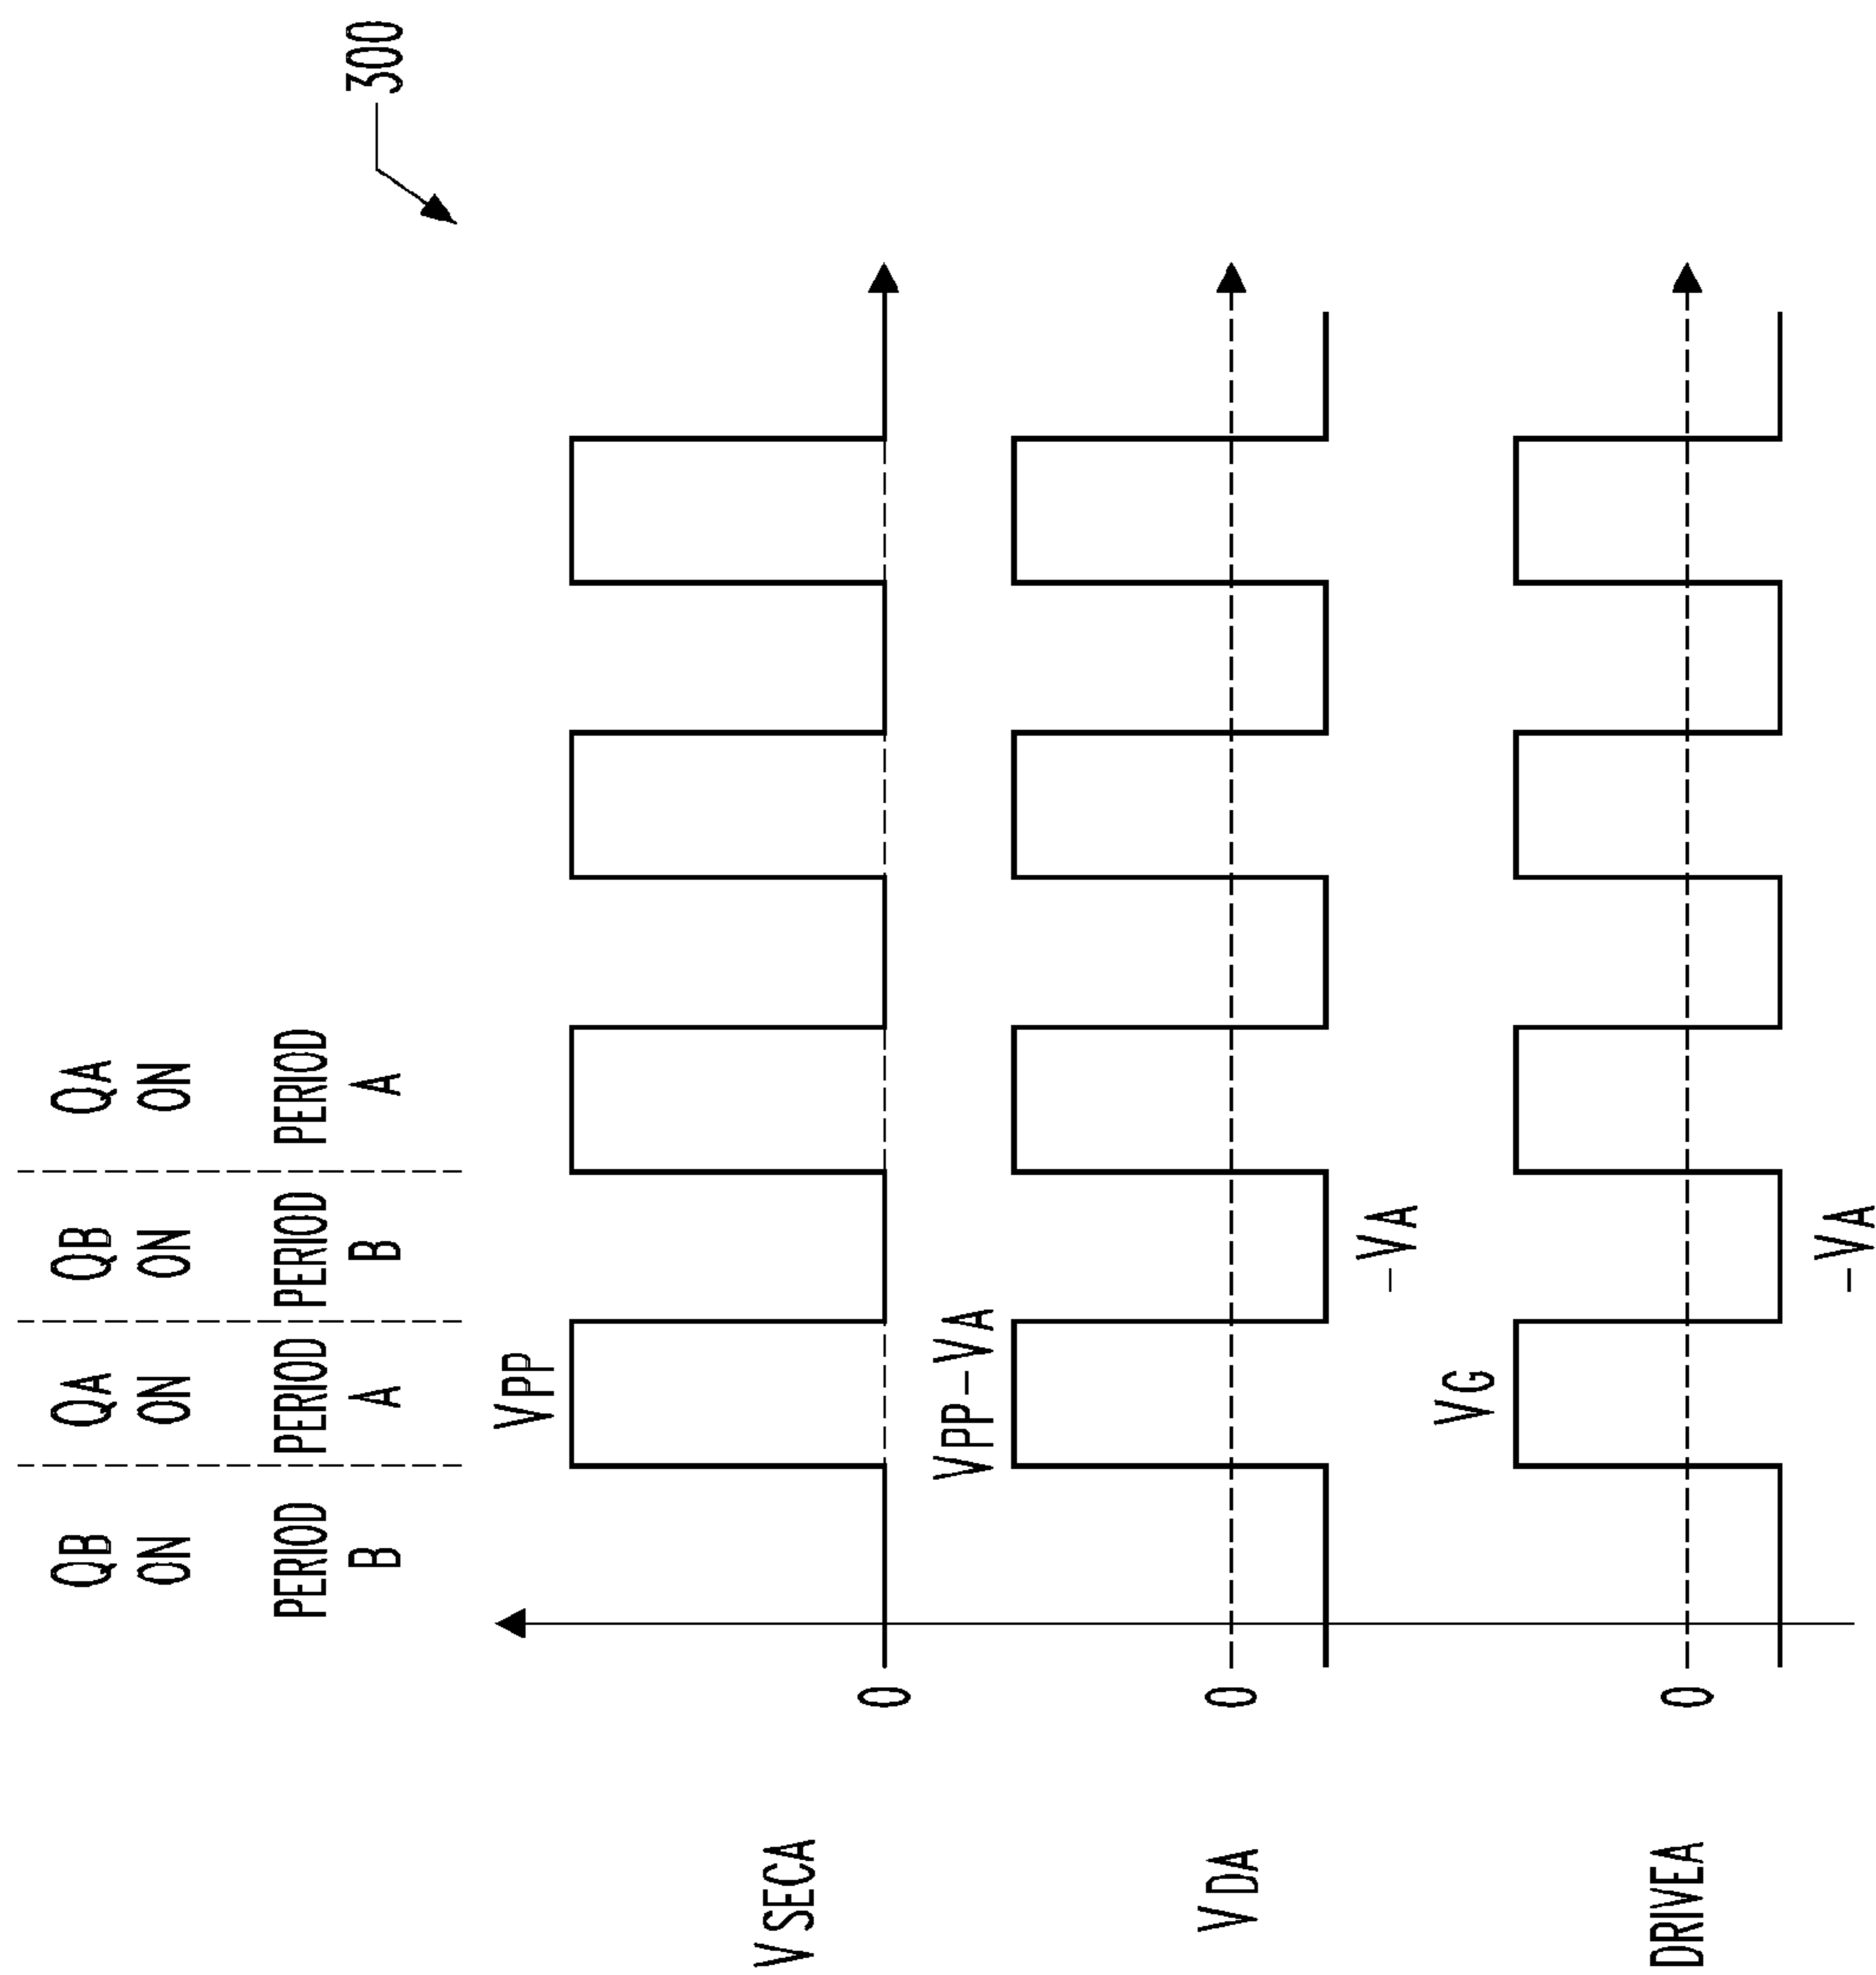 300
QB ON
QA ON
QB ON
QA ON
PERIOD B
PERIOD A
PERIOD B
PERIOD A
VPP
VSECA
0
VPP-VA
VDA
0
-VA
VG
DRIVEA
0
-VA